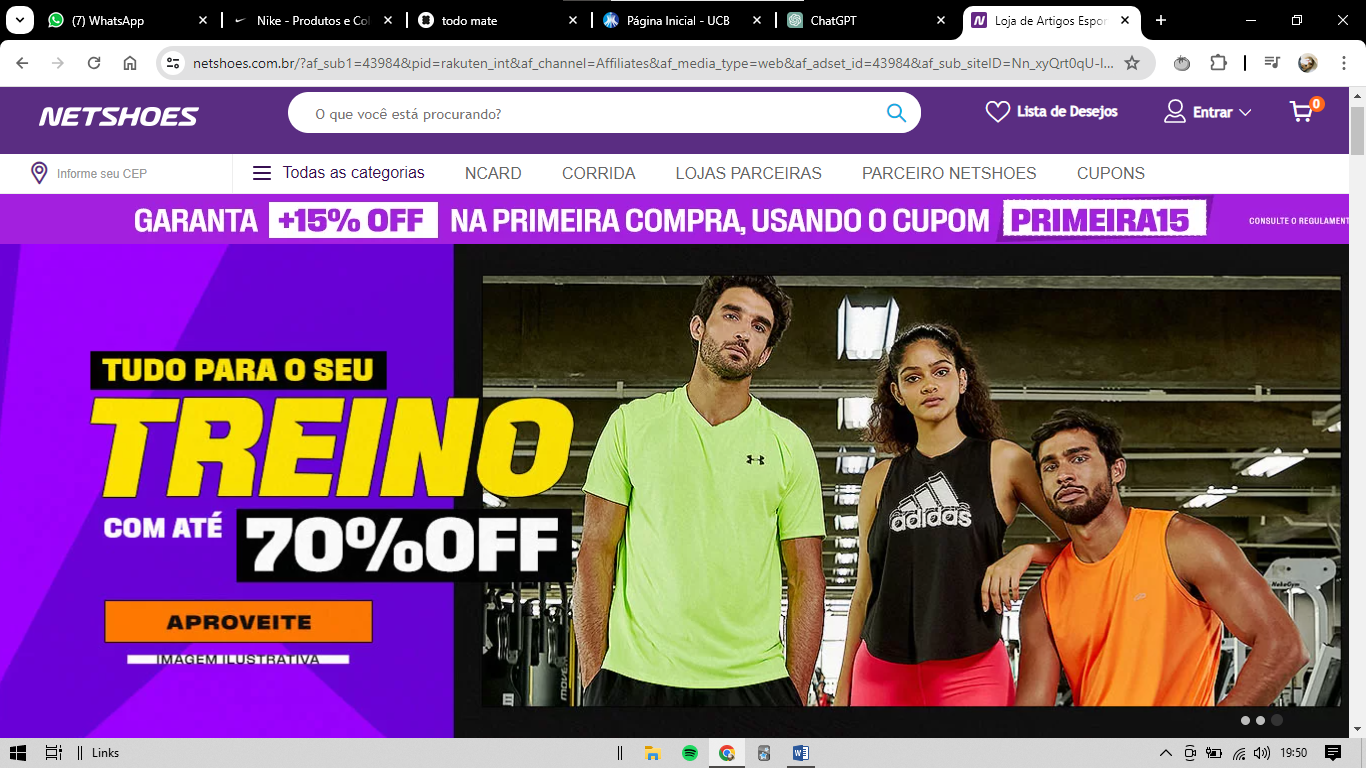 (7) WhatsApp
Nike - Produtos e Co
todo mate
Página Inicial - UCB
ChatGPT
Loja de Artigos Espor
netshoes.com.br/?af_sub1=43984&pid=rakuten_int&af_channel=Affiliates&af_media_type=web&af_adset_id=43984&af_sub_siteID=Nn_xyQrt0qU-I...
NETSHOES
O que você está procurando?
Lista de Desejos
Entrar
0
Informe seu CEP
Todas as categorias
NCARD
CORRIDA
LOJAS PARCEIRAS
PARCEIRO NETSHOES
CUPONS
GARANTA +15% OFF NA PRIMEIRA COMPRA, USANDO O CUPOM PRIMEIRA15
CONSULTE O REGULAMENT
TUDO PARA O SEU
TREINO
COM ATÉ 70%OFF
APROVEITE
IMAGEM ILUSTRATIVA
adidas
NakaGym
Links
19:50